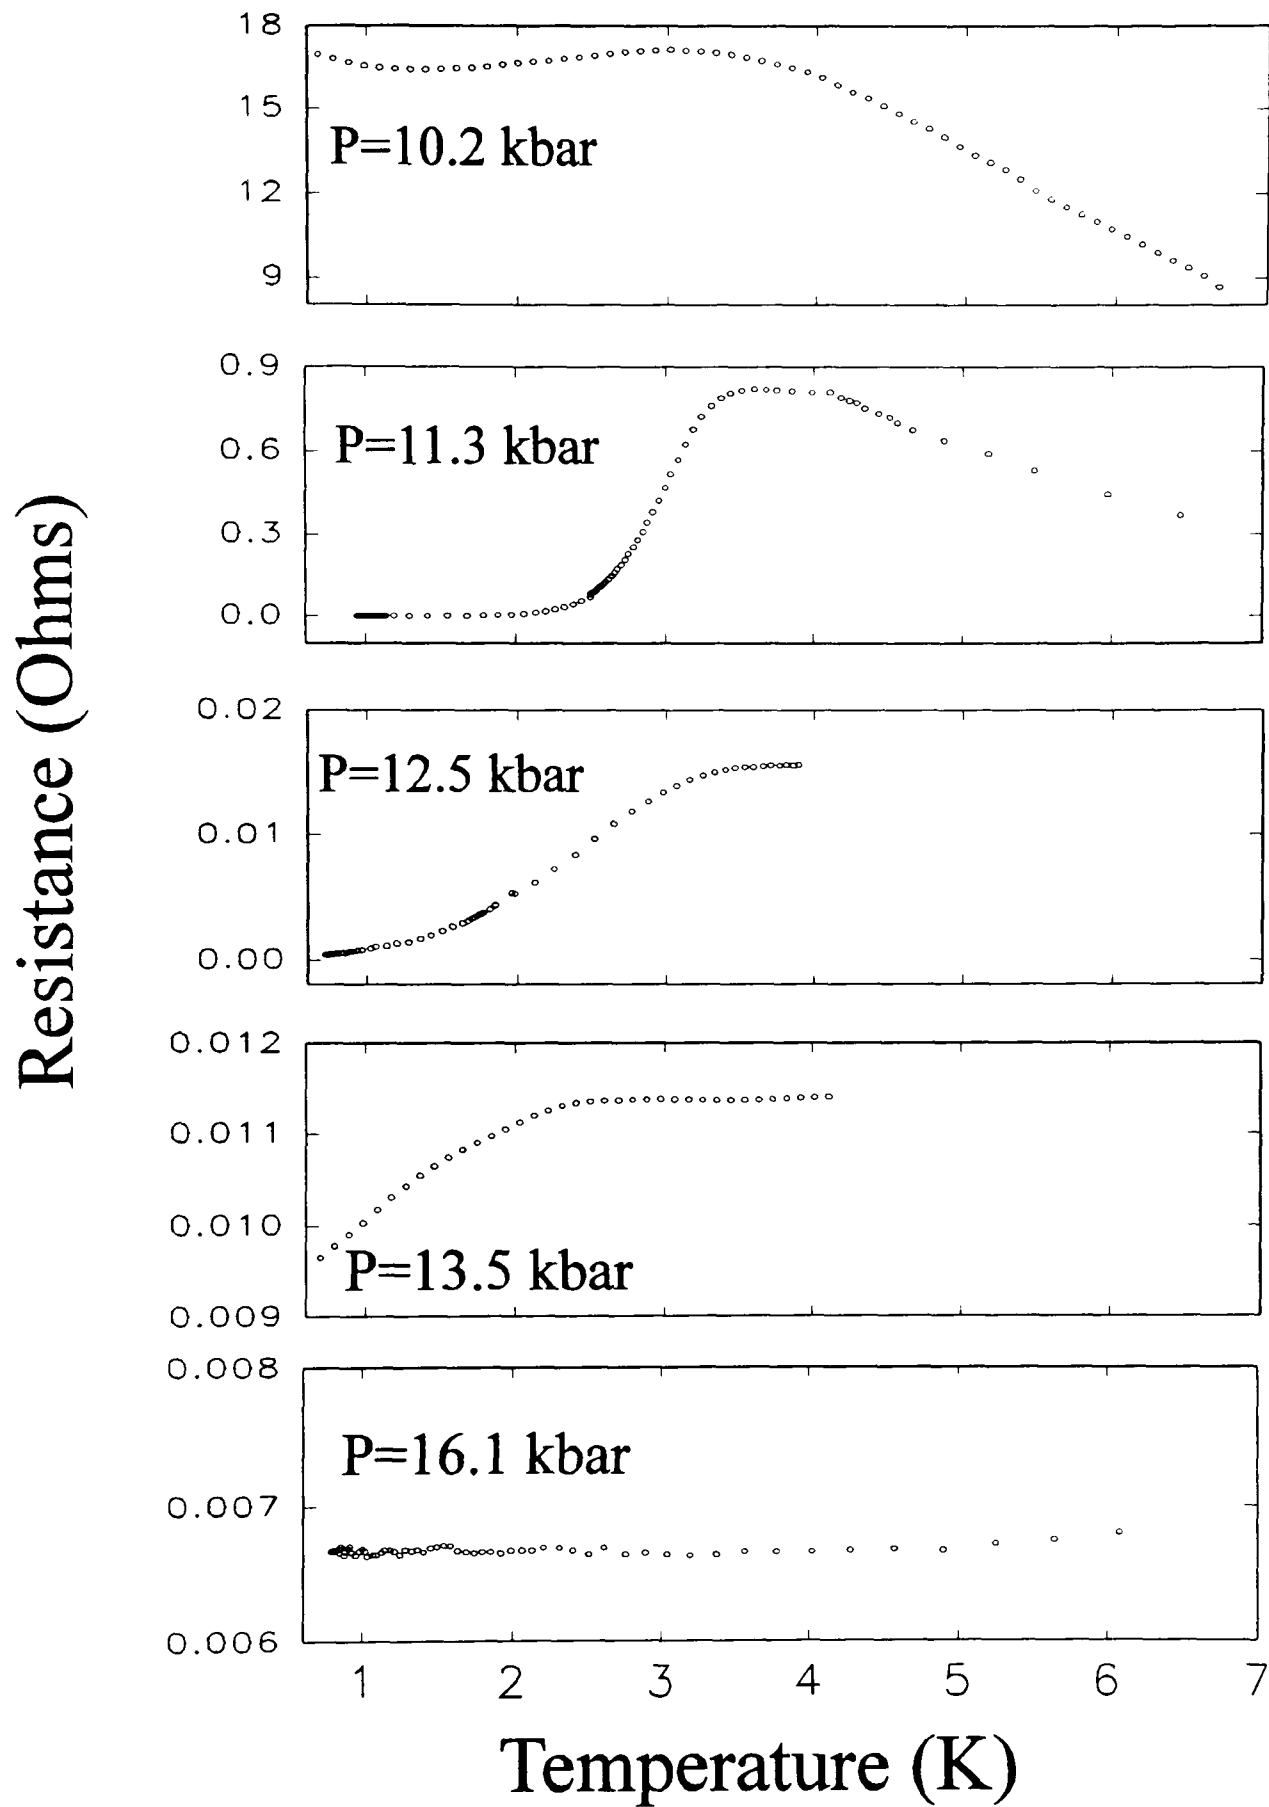 Resistance (Ohms)
18
15
12
9
P=10.2 kbar
0.9
0.6
0.3
0.0
P=11.3 kbar
0.02
0.01
0.00
P=12.5 kbar
0.012
0.011
0.010
0.009
P=13.5 kbar
0.008
0.007
0.006
P=16.1 kbar
1 2 3 4 5 6 7
Temperature (K)